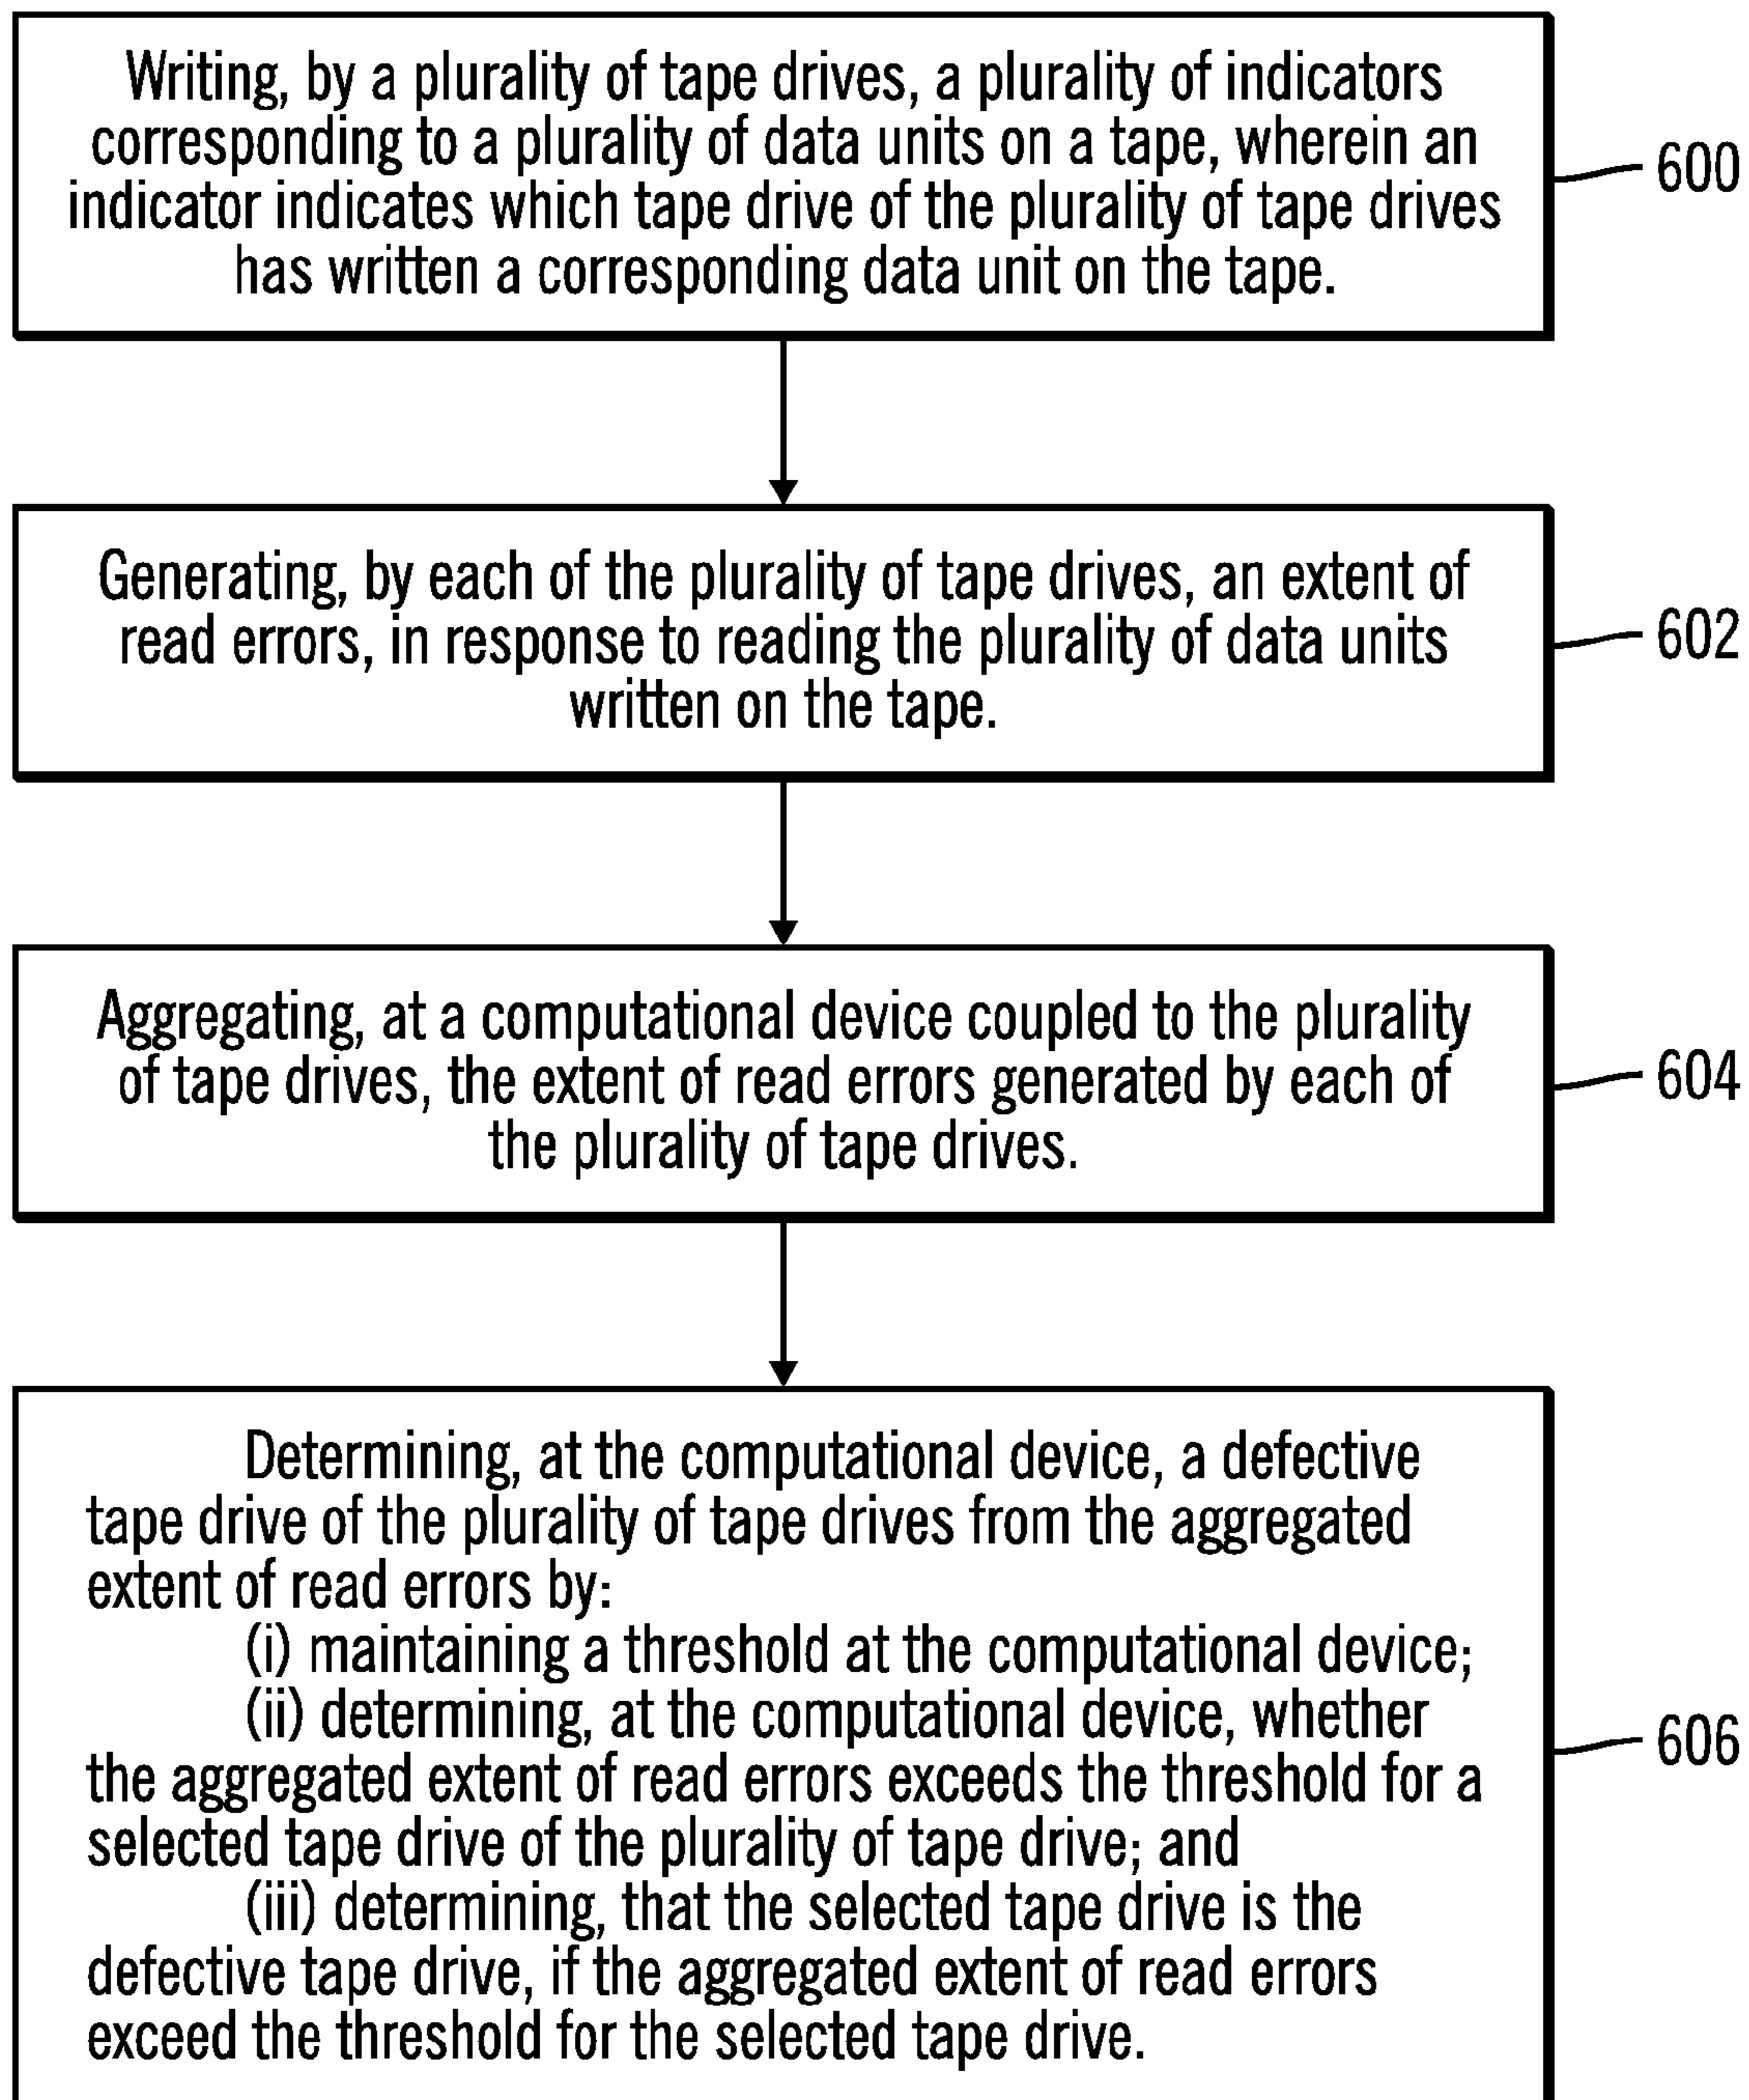 Writing, by a plurality of tape drives, a plurality of indicators
corresponding to a plurality of data units on a tape, wherein an
indicator indicates which tape drive of the plurality of tape drives
has written a corresponding data unit on the tape.
600
Generating, by each of the plurality of tape drives, an extent of
read errors, in response to reading the plurality of data units
written on the tape.
602
Aggregating, at a computational device coupled to the plurality
of tape drives, the extent of read errors generated by each of
the plurality of tape drives.
604
Determining, at the computational device, a defective
tape drive of the plurality of tape drives from the aggregated
extent of read errors by:
(i) maintaining a threshold at the computational device;
(ii) determining, at the computational device, whether
the aggregated extent of read errors exceeds the threshold for a
selected tape drive of the plurality of tape drive; and
(iii) determining, that the selected tape drive is the
defective tape drive, if the aggregated extent of read errors
exceed the threshold for the selected tape drive.
606